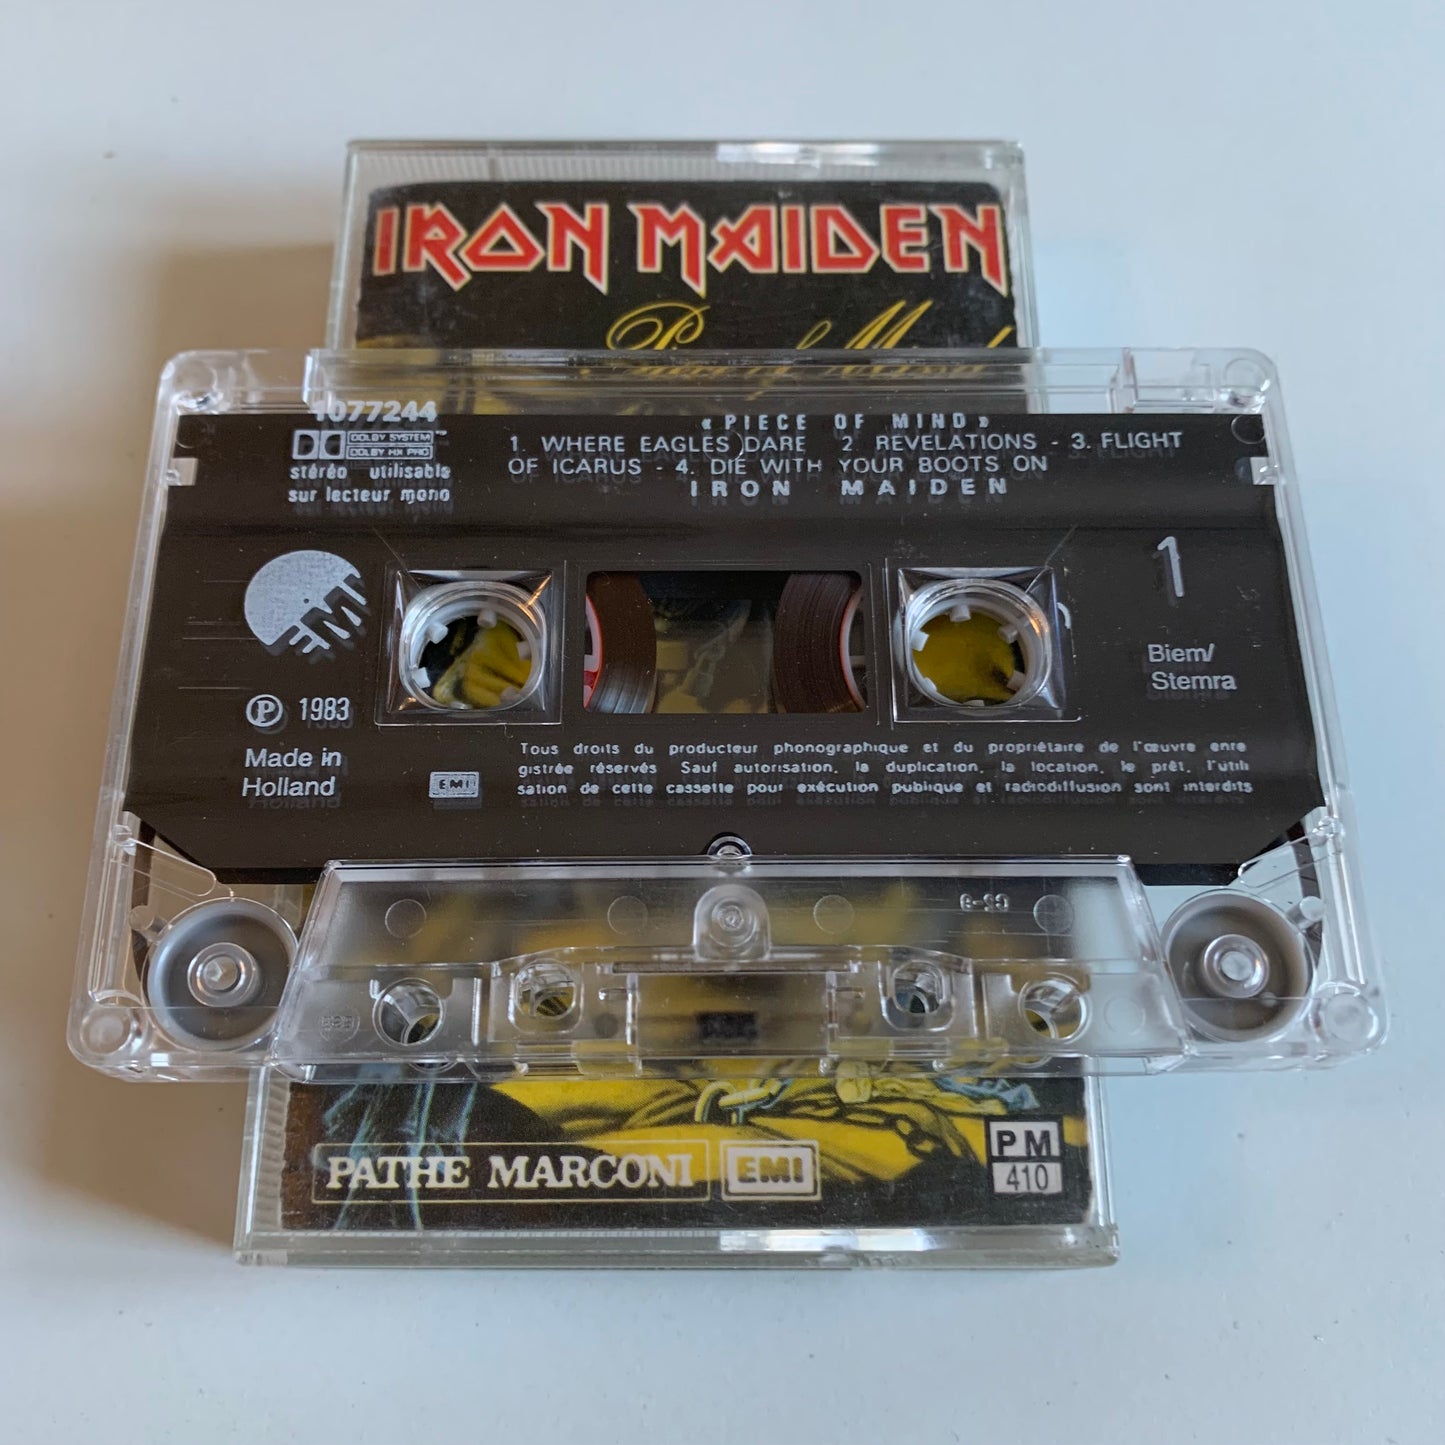 IRON MAIDEN
Piece of Mind
1077244
DOLBY SYSTEM
DOLBY HX PRO
stéréo utilisable
sur lecteur mono
« PIECE OF MIND »
1. WHERE EAGLES DARE 2. REVELATIONS - 3. FLIGHT
OF ICARUS - 4. DIE WITH YOUR BOOTS ON
IRON MAIDEN
EMI
1
Biem/
Stemra
℗ 1983
Made in
Holland
EMI
Tous droits du producteur phonographique et du propriétaire de l'œuvre enre
gistrée réservés Sauf autorisation, la duplication, la location, le prêt, l'utili
sation de cette cassette pour exécution publique et radiodiffusion sont interdits
PATHE MARCONI EMI
PM
410